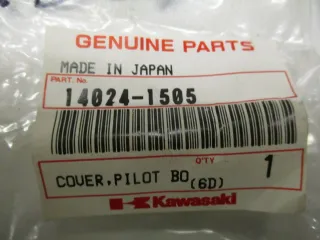 GENUINE PARTS
MADE IN JAPAN
PART. No.
14024-1505
Q'TY
COVER,PILOT BO(6D) 1
Kawasaki